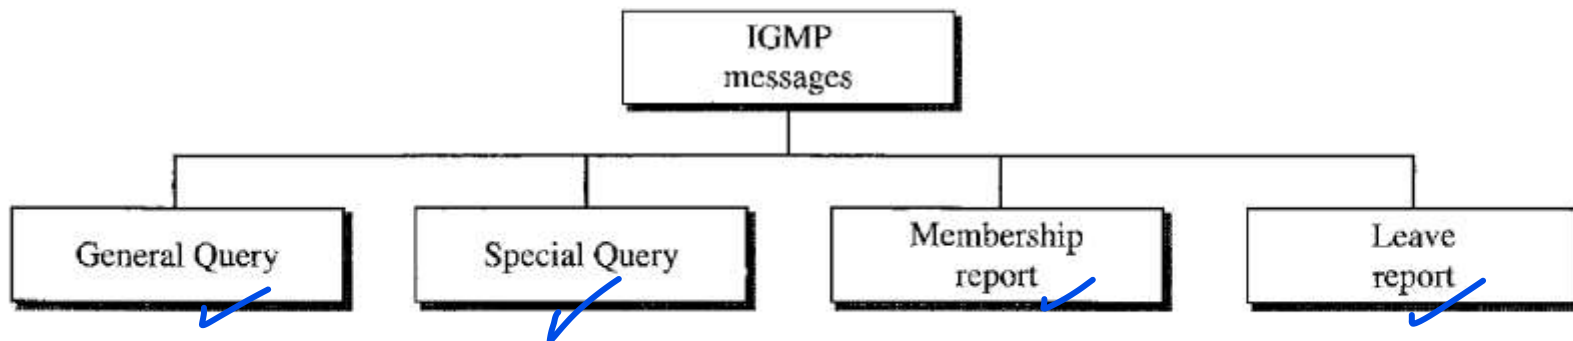 IGMP
messages
General Query
Special Query
Membership
report
Leave
report